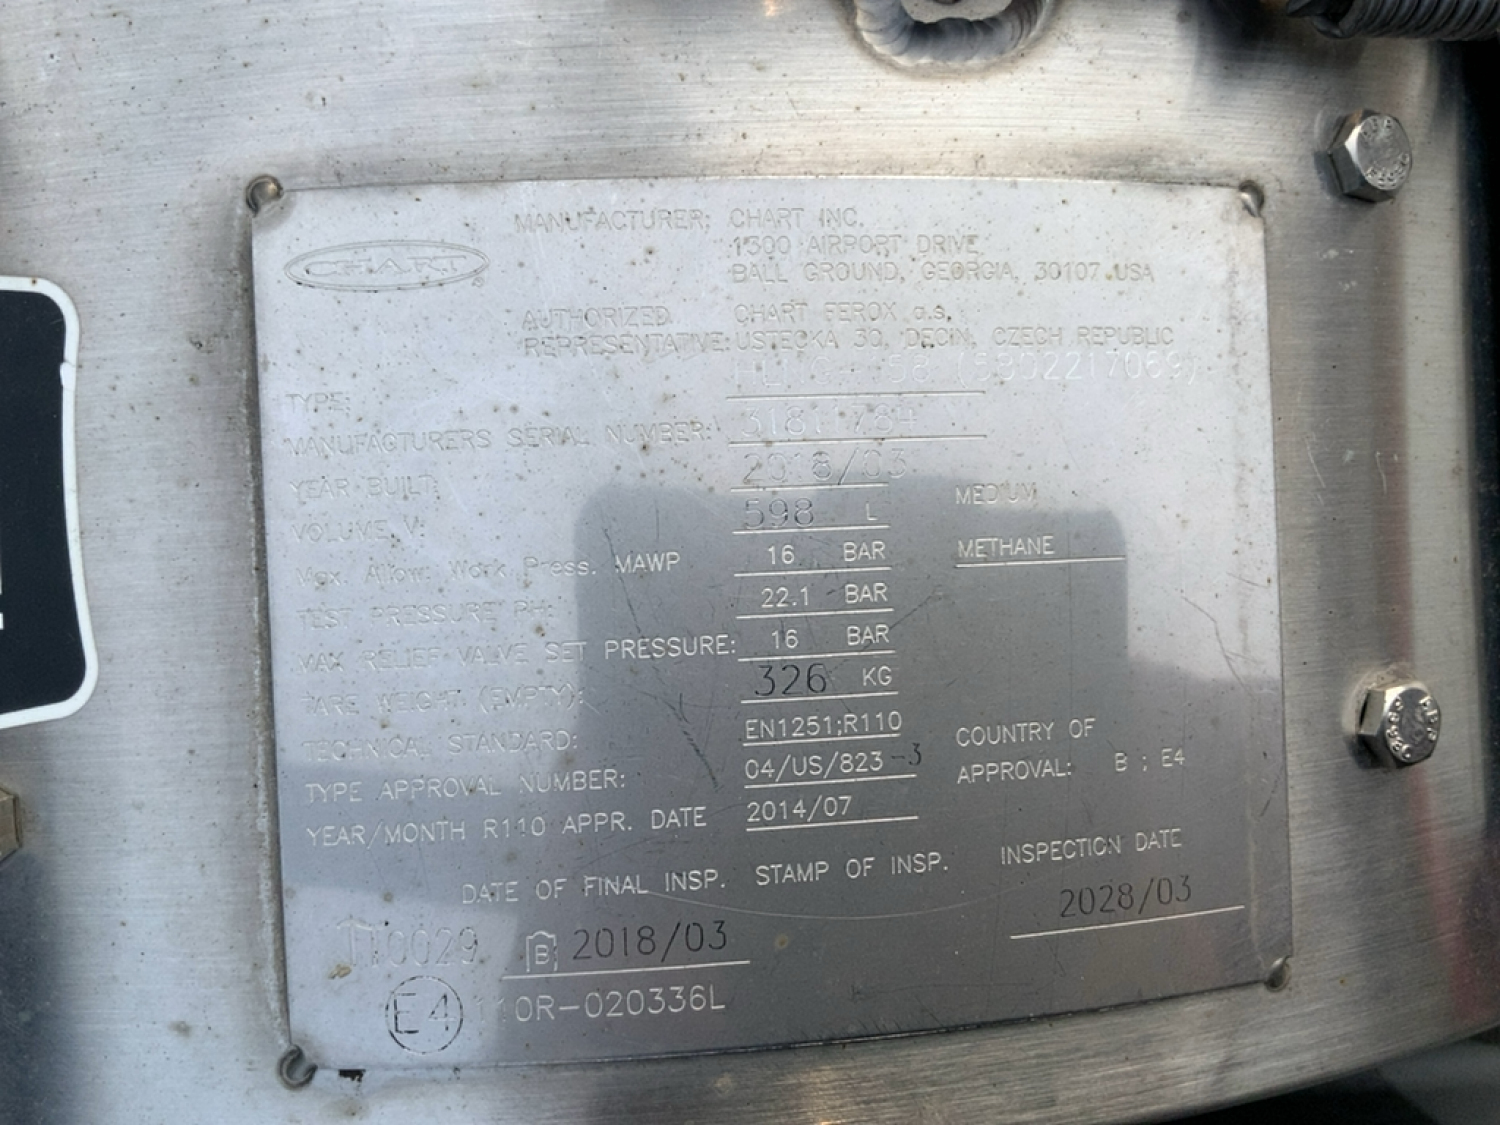 MANUFACTURER: CHART INC.
1300 AIRPORT DRIVE
BALL GROUND, GEORGIA, 30107 USA
CHART
AUTHORIZED CHART FEROX a.s.
REPRESENTATIVE: USTECKA 30, DECIN, CZECH REPUBLIC
TYPE:
MANUFACTURERS SERIAL NUMBER:
YEAR BUILT: 2018/03
VOLUME V: 598 L MEDIUM
Max. Allow. Work Press. MAWP 16 BAR METHANE
TEST PRESSURE PH: 22.1 BAR
MAX RELIEF VALVE SET PRESSURE: 16 BAR
TARE WEIGHT (EMPTY): 326 KG
TECHNICAL STANDARD: EN1251;R110 COUNTRY OF
TYPE APPROVAL NUMBER: 04/US/823-3 APPROVAL: B ; E4
YEAR/MONTH R110 APPR. DATE 2014/07
DATE OF FINAL INSP. STAMP OF INSP. INSPECTION DATE
2028/03
0029 B 2018/03
E4 110R-020336L